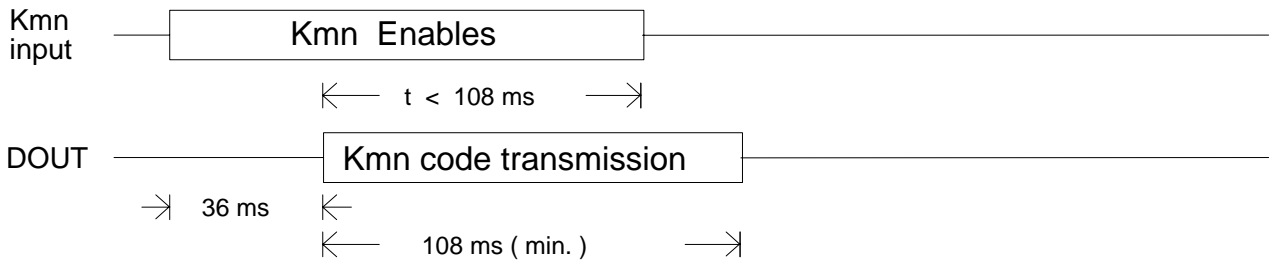 Kmn
input
Kmn Enables
t < 108 ms
DOUT
Kmn code transmission
36 ms
108 ms ( min. )